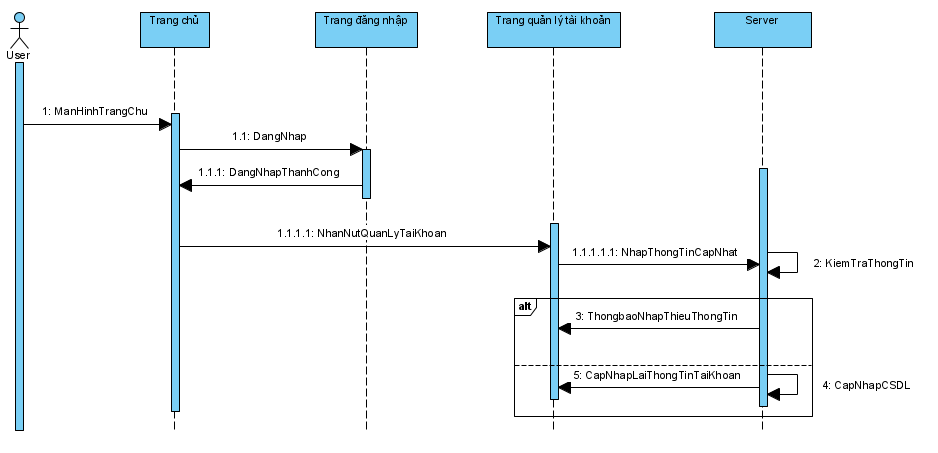 Trang chủ
Trang đăng nhập
Trang quản lý tài khoản
Server
User
1: ManHinhTrangChu
1.1: DangNhap
1.1.1: DangNhapThanhCong
1.1.1.1: NhanNutQuanLyTaiKhoan
1.1.1.1.1: NhapThongTinCapNhat
2: KiemTraThongTin
alt
3: ThongbaoNhapThieuThongTin
5: CapNhapLaiThongTinTaiKhoan
4: CapNhapCSDL